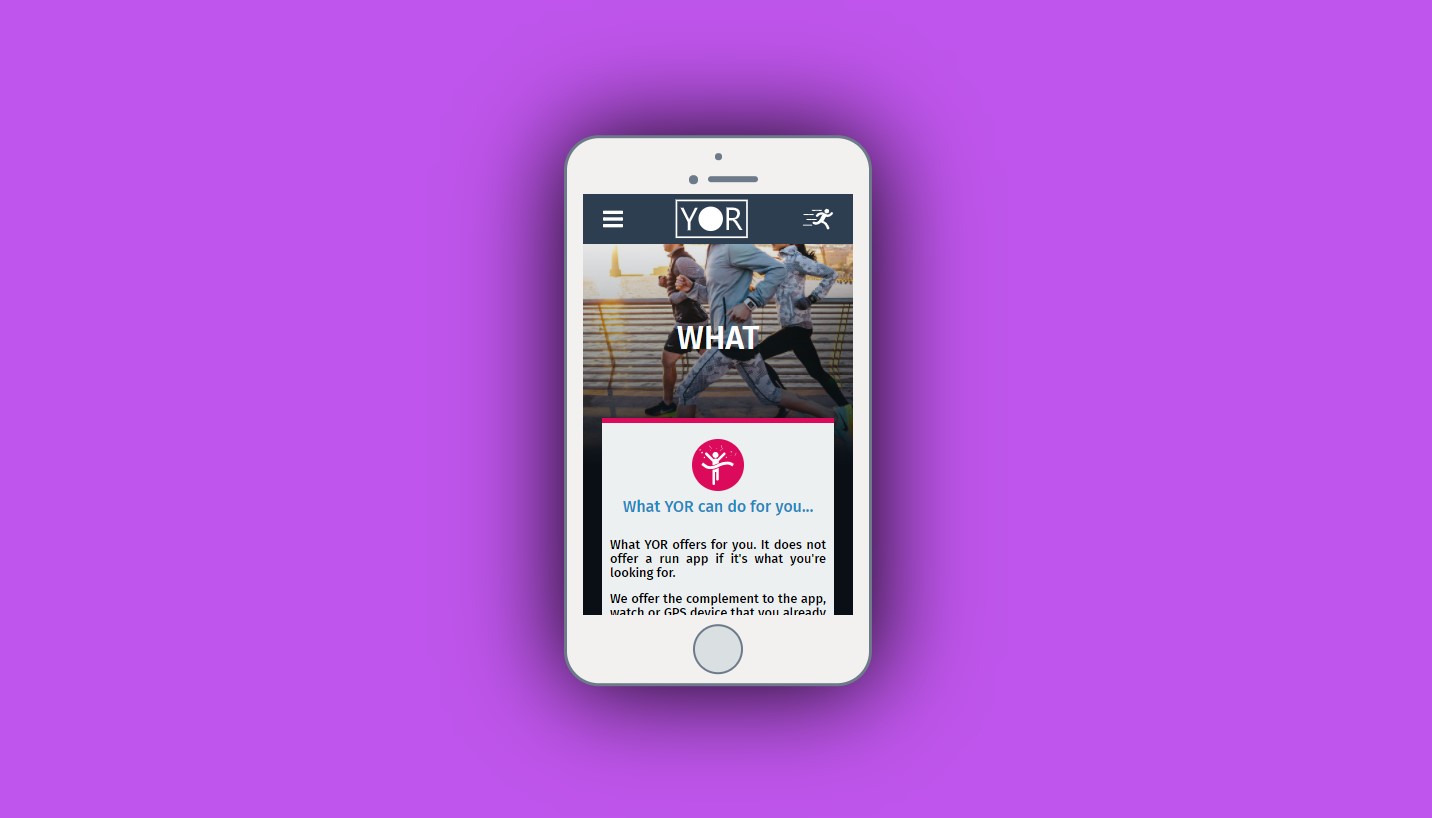 YOR
WHAT
What YOR can do for you...
What YOR offers for you. It does not
offer a run app if it's what you're
looking for.
We offer the complement to the app,
watch or GPS device that you already